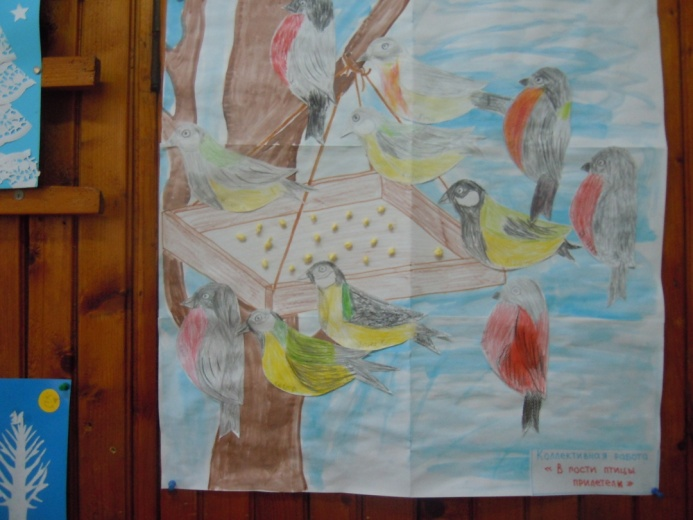 Коллективная работа
« В гости птицы
прилетели »